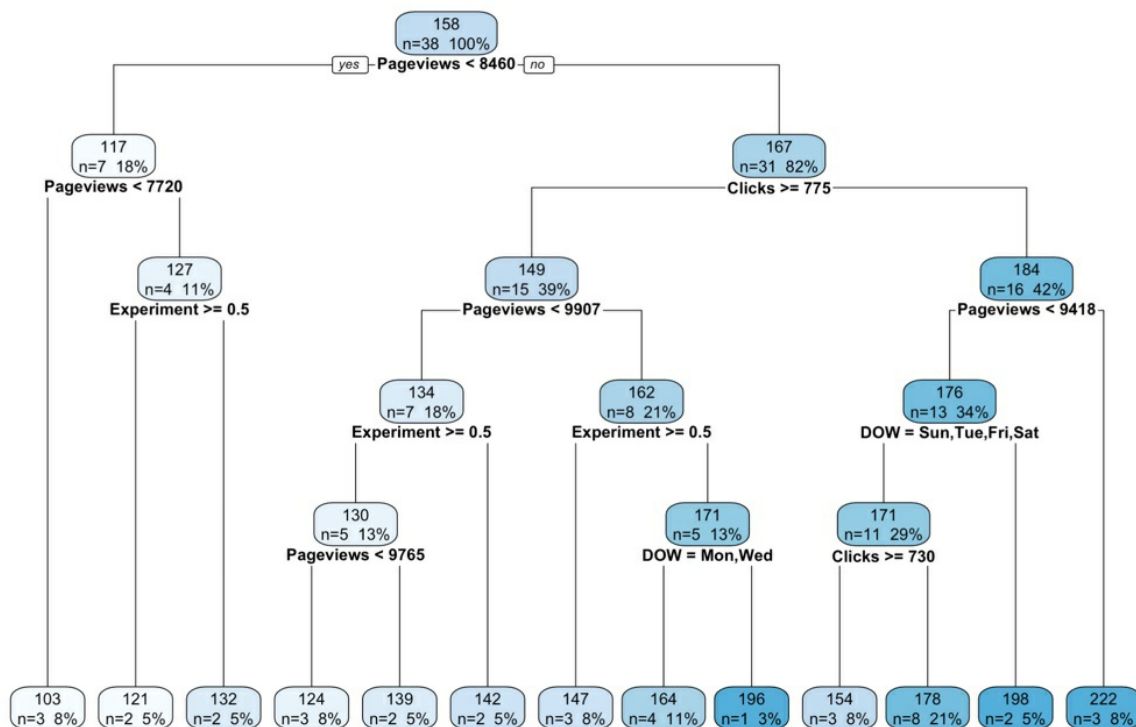 158
n=38 100%
yes Pageviews < 8460 no
117
n=7 18%
Pageviews < 7720
167
n=31 82%
Clicks >= 775
127
n=4 11%
Experiment >= 0.5
149
n=15 39%
Pageviews < 9907
184
n=16 42%
Pageviews < 9418
134
n=7 18%
Experiment >= 0.5
162
n=8 21%
Experiment >= 0.5
176
n=13 34%
DOW = Sun,Tue,Fri,Sat
130
n=5 13%
Pageviews < 9765
171
n=5 13%
DOW = Mon,Wed
171
n=11 29%
Clicks >= 730
103
n=3 8%
121
n=2 5%
132
n=2 5%
124
n=3 8%
139
n=2 5%
142
n=2 5%
147
n=3 8%
164
n=4 11%
196
n=1 3%
154
n=3 8%
178
n=8 21%
198
n=2 5%
222
n=3 8%